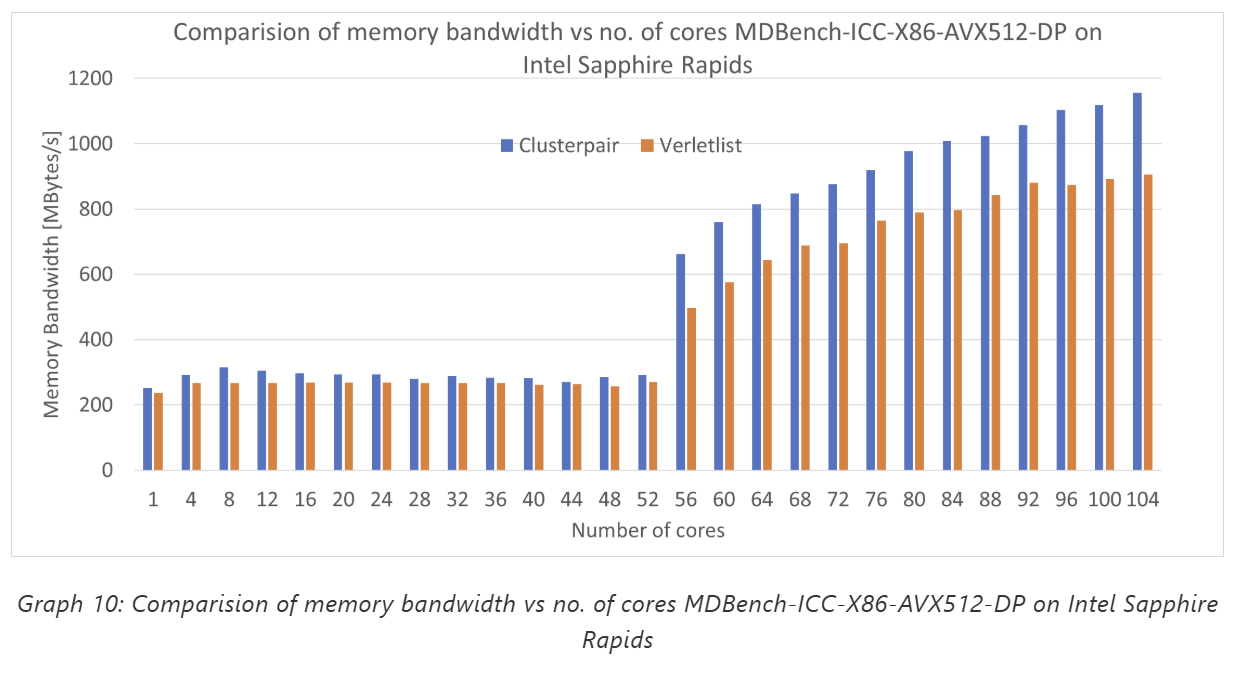 Comparision of memory bandwidth vs no. of cores MDBench-ICC-X86-AVX512-DP on
Intel Sapphire Rapids
1200
1000
800
600
400
200
0
Memory Bandwidth [MBytes/s]
Clusterpair Verletlist
1 4 8 12 16 20 24 28 32 36 40 44 48 52 56 60 64 68 72 76 80 84 88 92 96 100 104
Number of cores
Graph 10: Comparision of memory bandwidth vs no. of cores MDBench-ICC-X86-AVX512-DP on Intel Sapphire
Rapids